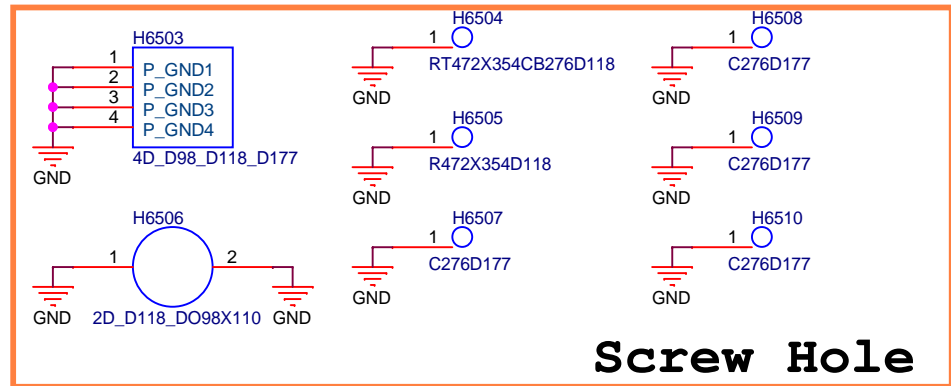 H6503
1 P_GND1
2 P_GND2
3 P_GND3
4 P_GND4
4D_D98_D118_D177
GND
H6504
1
RT472X354CB276D118
GND
H6508
1
C276D177
GND
H6505
1
R472X354D118
GND
H6509
1
C276D177
GND
H6506
1 2
GND 2D_D118_DO98X110 GND
H6507
1
C276D177
GND
H6510
1
C276D177
GND
Screw Hole